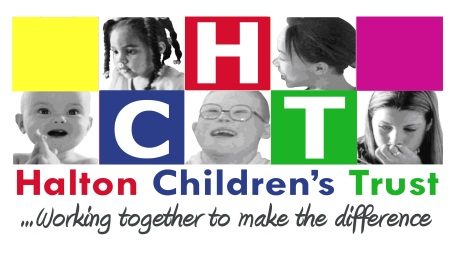 H
C T
Halton Children's Trust
...Working together to make the difference